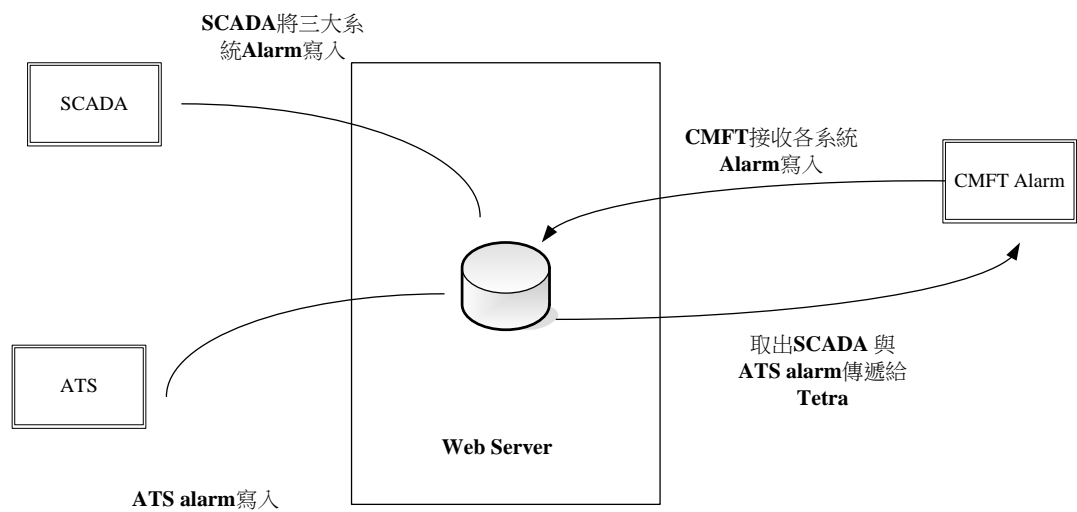 SCADA將三大系
統Alarm寫入
SCADA
CMFT接收各系統
Alarm寫入
CMFT Alarm
取出SCADA 與
ATS alarm傳遞給
Tetra
ATS
Web Server
ATS alarm寫入